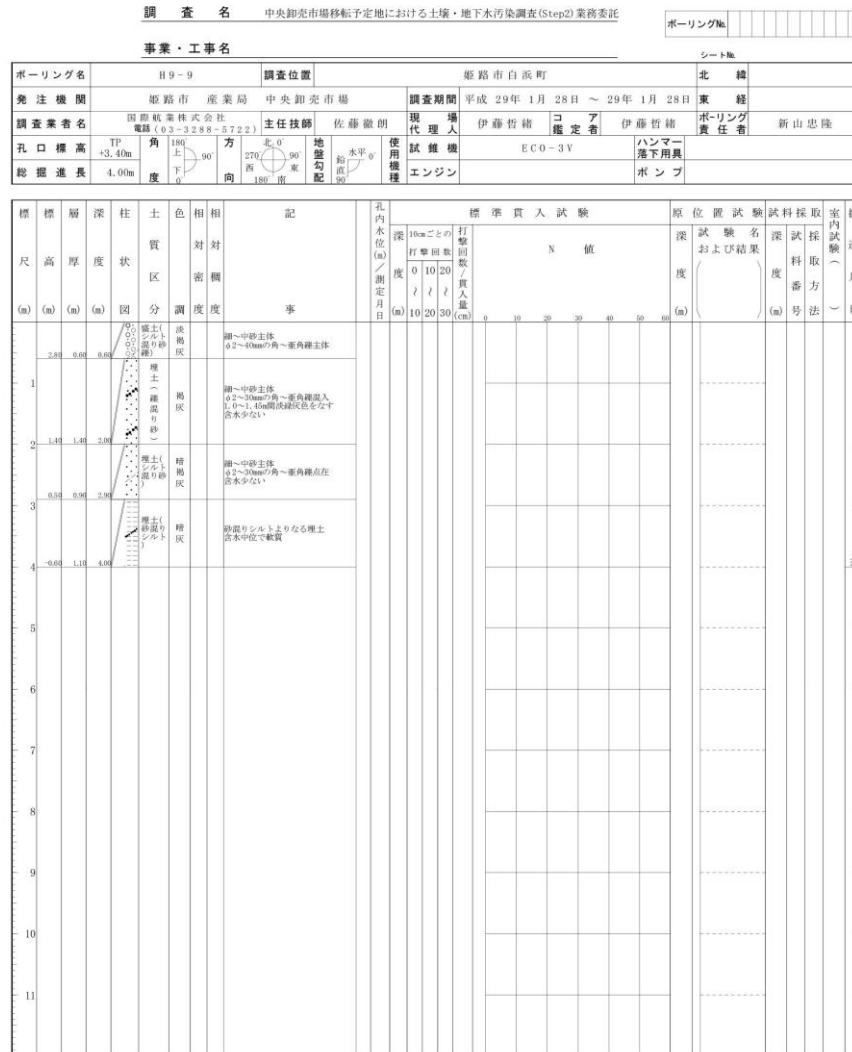 調査名 中央卸売市場移転予定地における土壌・地下水汚染調査(Step2)業務委託
ボーリング№
事業・工事名
シート№
ボーリング名 H9-9 調査位置 姫路市白浜町 北緯
発注機関 姫路市 産業局 中央卸売市場 調査期間 平成 29年 1月 28日 ～ 29年 1月 28日 東経
調査業者名 国際航業株式会社 電話(03-3288-5722) 主任技師 佐藤徹朗 現場代理人 伊藤哲緒 コア鑑定者 伊藤哲緒 ボーリング責任者 新山忠隆
孔口標高 TP +3.40m 角度 180° 上 下 0° 90° 方向 北 0° 270° 西 90° 東 180° 南 地盤勾配 水平 0° 鉛直 90° 使用機種 試錐機 ECO-3V ハンマー落下用具
総掘進長 4.00m エンジン ポンプ
標尺(m) 標高(m) 層厚(m) 深度(m) 柱状図 土質区分 色調 相対密度 相対稠度 記事 孔内水位(m)／測定月日 標準貫入試験 原位置試験 試料採取 室内試験()
深度(m) 10cmごとの打撃回数 打撃回数／貫入量(cm) N 値 深度(m) 試験名および結果() 深度(m) 試料番号 採取方法
0 10 20
～ ～ ～
10 20 30
0 10 20 30 40 50 60
盛土(シルト混り砂礫) 淡褐灰 細～中砂主体
φ2～40mmの角～亜角礫主体
2.80 0.60 0.60
1
埋土(礫混り砂) 褐灰 細～中砂主体
φ2～30mmの角～亜角礫混入
1.0～1.45m間淡緑灰色をなす
含水少ない
2 1.40 1.40 2.00
埋土(シルト混り砂) 暗褐灰 細～中砂主体
φ2～30mmの角～亜角礫点在
含水少ない
0.50 0.90 2.90
3
埋土(砂混りシルト) 暗灰 砂混りシルトよりなる埋土
含水中位で軟質
4 -0.60 1.10 4.00
5
6
7
8
9
10
11